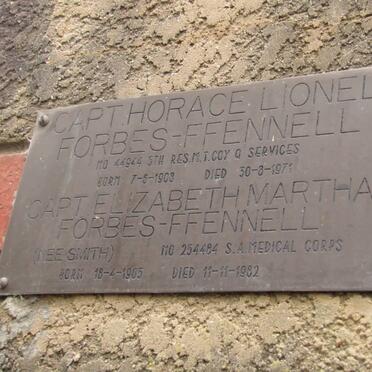 CAPT. HORACE LIONEL
FORBES-FFENNELL
NO 44944 5TH RES.M.T.COY Q SERVICES
BORN 7-6-1903 DIED 30-8-1971
CAPT ELIZABETH MARTHA
FORBES-FFENNELL
(NEE SMITH) NO 254484 S.A.MEDICAL CORPS
BORN 18-4-1905 DIED 11-11-1982